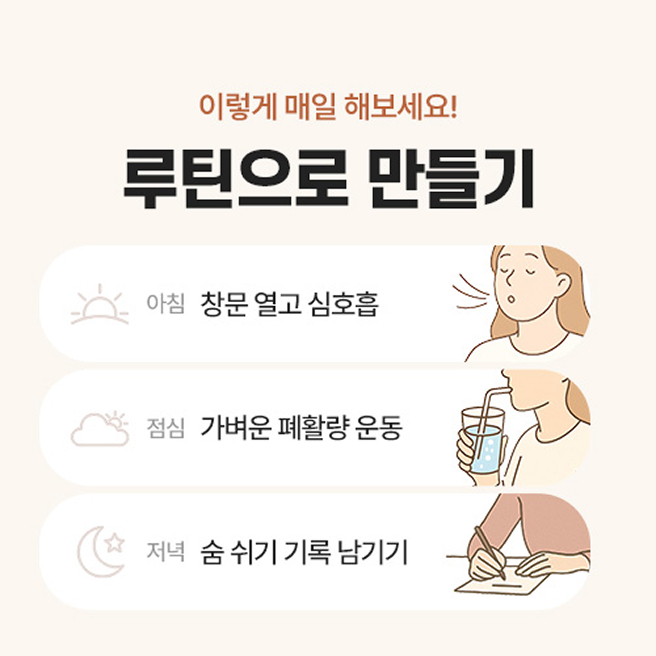 이렇게 매일 해보세요!
루틴으로 만들기
아침 창문 열고 심호흡
점심 가벼운 폐활량 운동
저녁 숨 쉬기 기록 남기기